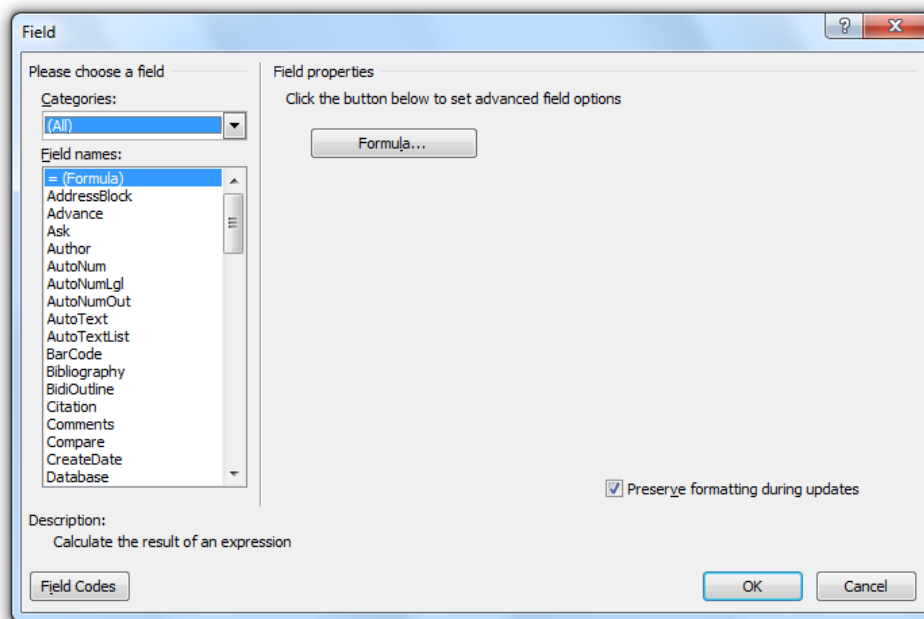 Field
Please choose a field
Categories:
(All)
Field names:
= (Formula)
AddressBlock
Advance
Ask
Author
AutoNum
AutoNumLgl
AutoNumOut
AutoText
AutoTextList
BarCode
Bibliography
BidiOutline
Citation
Comments
Compare
CreateDate
Database
Field properties
Click the button below to set advanced field options
Formula...
Preserve formatting during updates
Description:
Calculate the result of an expression
Field Codes
OK
Cancel